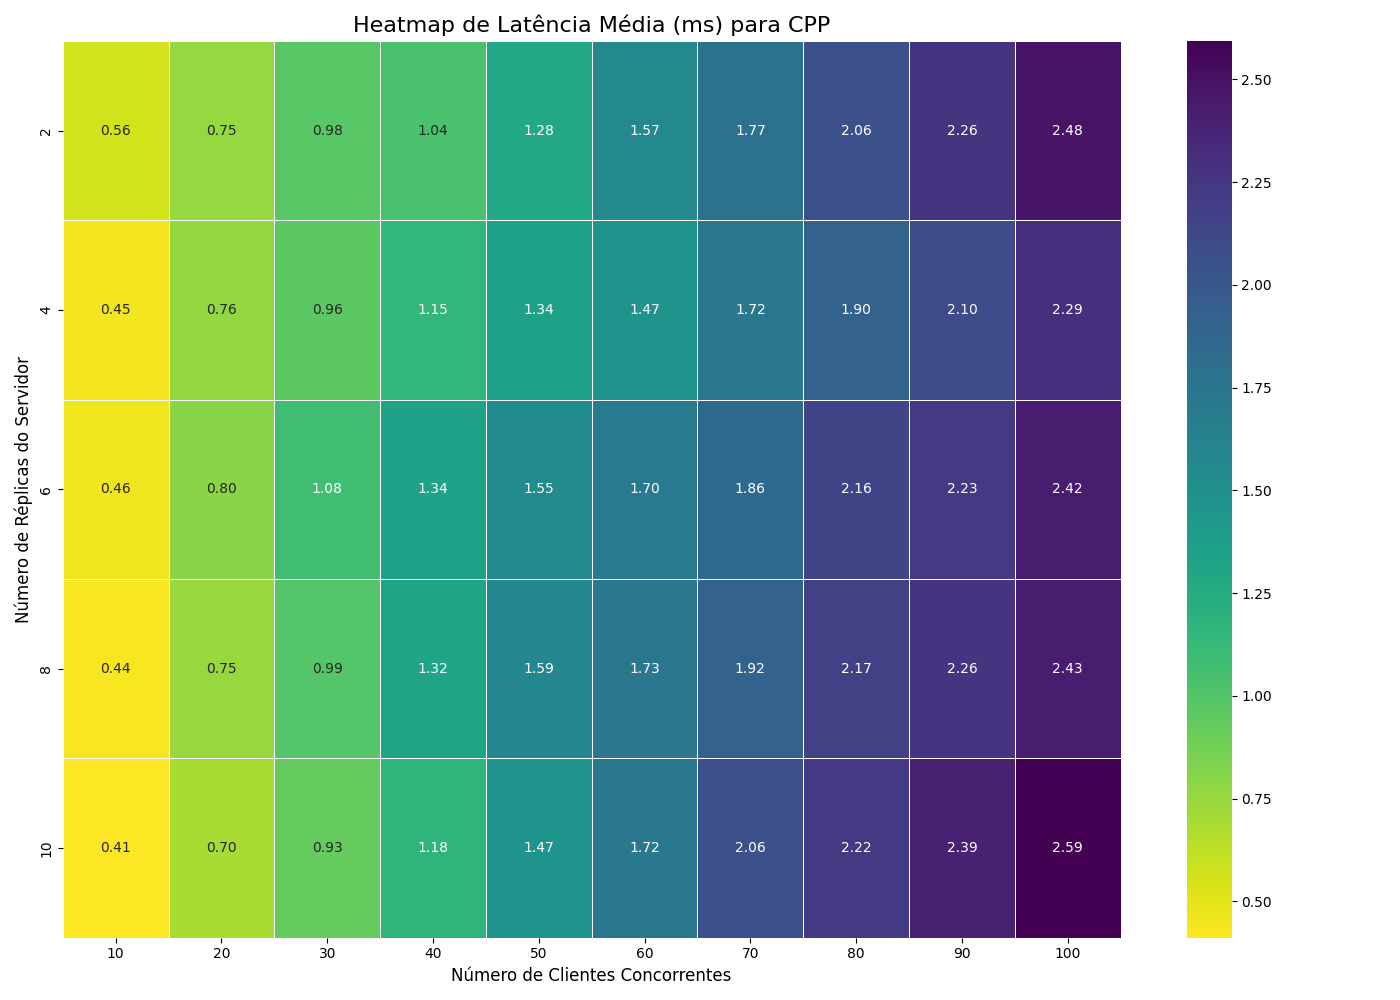 Heatmap de Latência Média (ms) para CPP
Número de Réplicas do Servidor
2 0.56 0.75 0.98 1.04 1.28 1.57 1.77 2.06 2.26 2.48
4 0.45 0.76 0.96 1.15 1.34 1.47 1.72 1.90 2.10 2.29
6 0.46 0.80 1.08 1.34 1.55 1.70 1.86 2.16 2.23 2.42
8 0.44 0.75 0.99 1.32 1.59 1.73 1.92 2.17 2.26 2.43
10 0.41 0.70 0.93 1.18 1.47 1.72 2.06 2.22 2.39 2.59
10 20 30 40 50 60 70 80 90 100
Número de Clientes Concorrentes
2.50
2.25
2.00
1.75
1.50
1.25
1.00
0.75
0.50